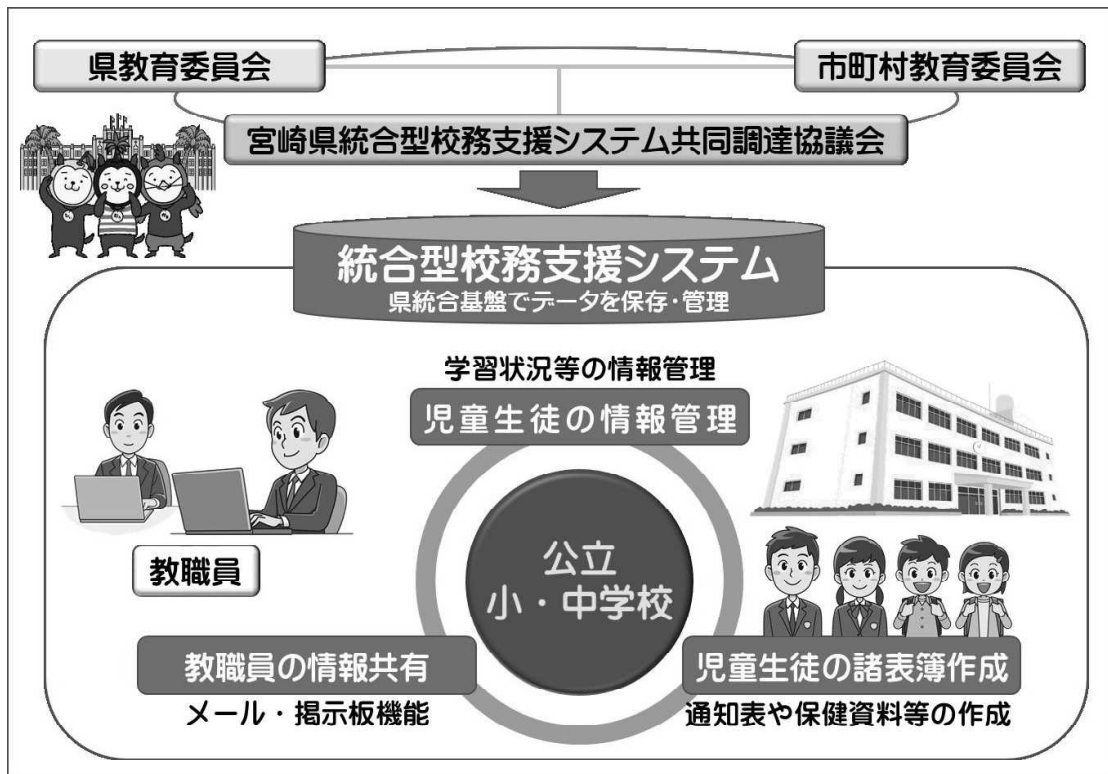 県教育委員会
市町村教育委員会
宮崎県統合型校務支援システム共同調達協議会
統合型校務支援システム
県統合基盤でデータを保存・管理
学習状況等の情報管理
児童生徒の情報管理
教職員
公立
小・中学校
教職員の情報共有
メール・掲示板機能
児童生徒の諸表簿作成
通知表や保健資料等の作成